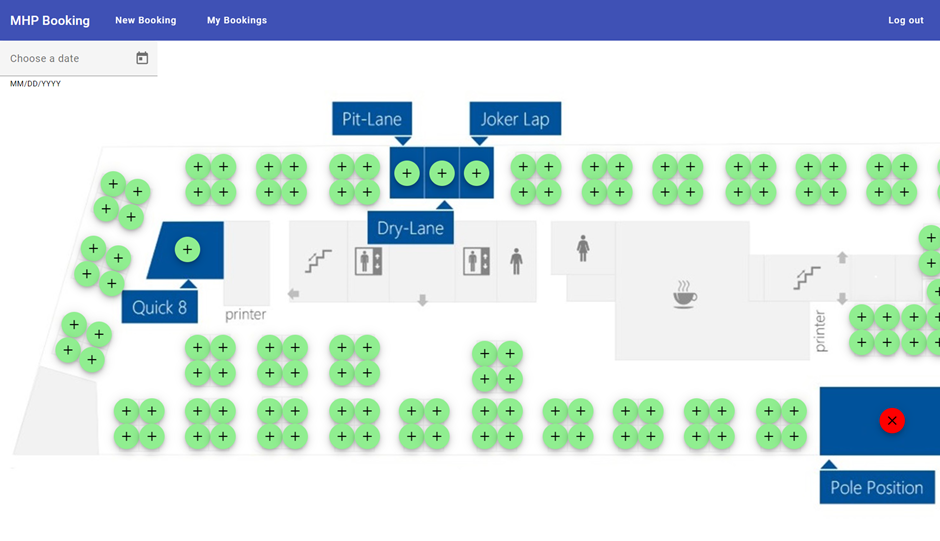 MHP Booking New Booking My Bookings Log out
Choose a date
MM/DD/YYYY
Pit-Lane
Joker Lap
Dry-Lane
Quick 8
printer
printer
Pole Position